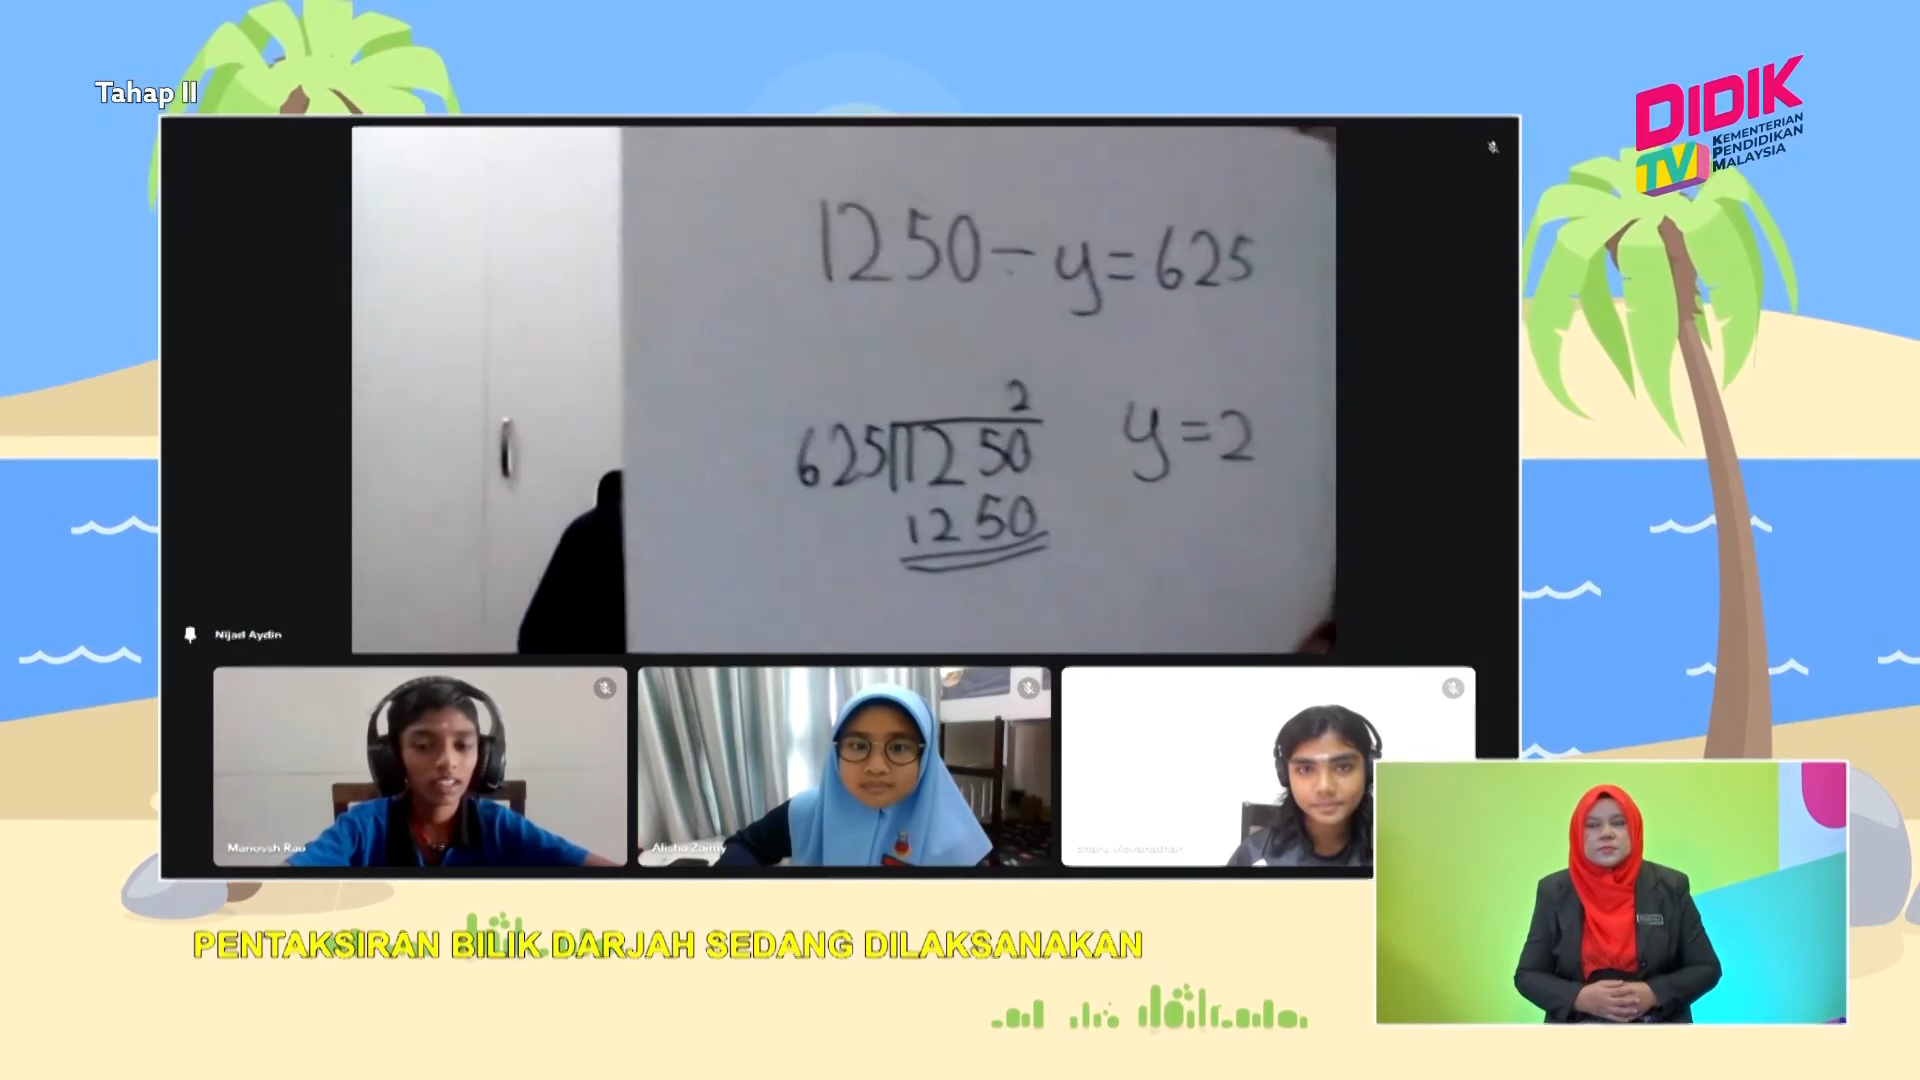 Tahap II
DIDIK
TV
KEMENTERIAN
PENDIDIKAN
MALAYSIA
1250 ÷ y = 625
2
625 1250
1250
y = 2
Nijad Aydin
Manossh Rao
Alisha Zaimy
PENTAKSIRAN BILIK DARJAH SEDANG DILAKSANAKAN